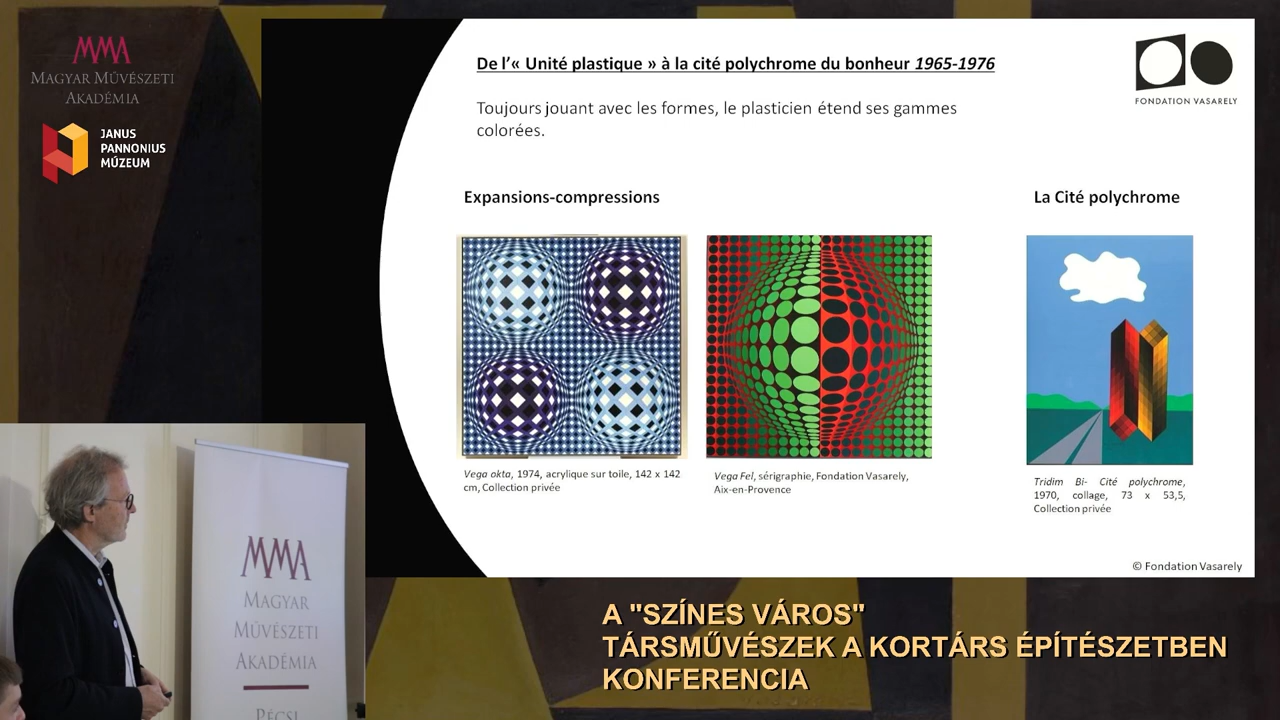 MMA
MAGYAR MŰVÉSZETI
AKADÉMIA
JANUS
PANNONIUS
MÚZEUM
De l'« Unité plastique » à la cité polychrome du bonheur 1965-1976
FONDATION VASARELY
Toujours jouant avec les formes, le plasticien étend ses gammes
colorées.
Expansions-compressions
La Cité polychrome
Vega okta, 1974, acrylique sur toile, 142 x 142
cm, Collection privée
Vega Fel, sérigraphie, Fondation Vasarely,
Aix-en-Provence
Tridim Bi- Cité polychrome,
1970, collage, 73 x 53,5,
Collection privée
© Fondation Vasarely
MMA
MAGYAR
MŰVÉSZETI
AKADÉMIA
PÉCSI
A "SZÍNES VÁROS"
TÁRSMŰVÉSZEK A KORTÁRS ÉPÍTÉSZETBEN
KONFERENCIA